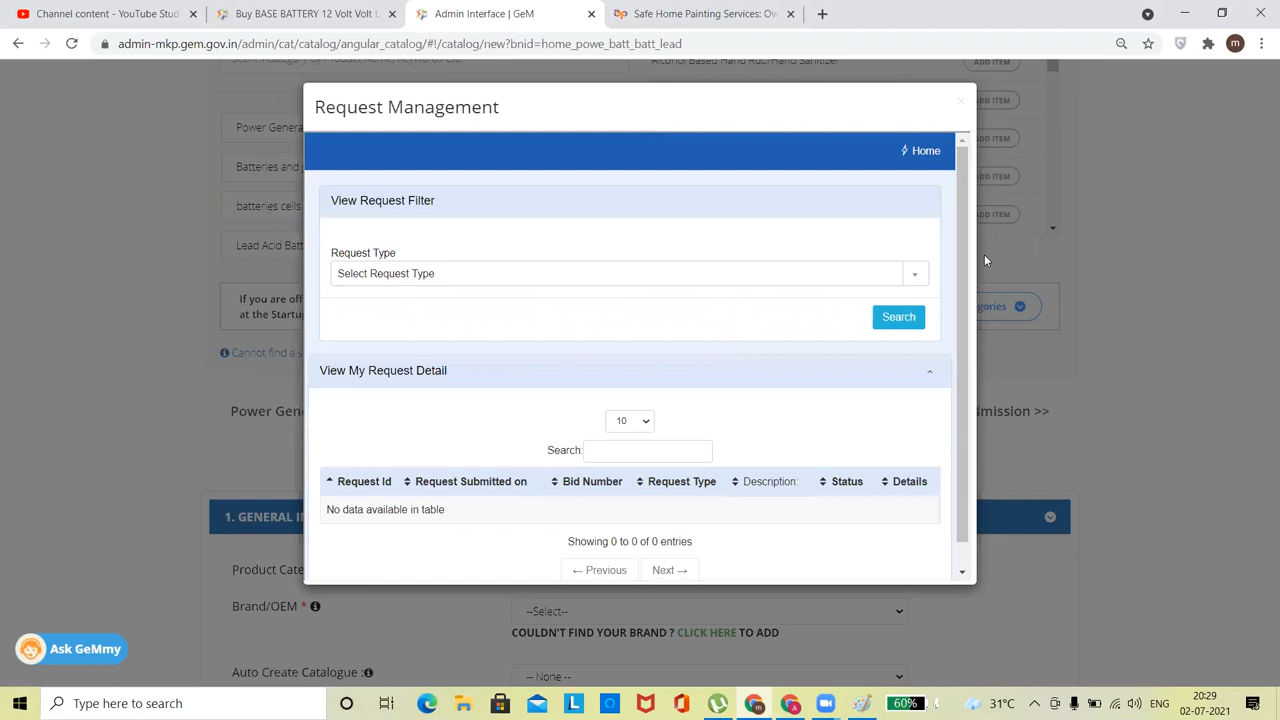 Channel content - YouTube Stud
Buy BASE BATTERY 12 Volt Volt L
Admin Interface | GeM
Safe Home Painting Services: Ov
admin-mkp.gem.gov.in/admin/cat/catalog/angular_catalog/#!/catalog/new?bnid=home_powe_batt_batt_lead
m
Alcohol Based Hand Rub/Hand Sanitizer
ADD ITEM
Request Management
Home
Power Genera
ADD ITEM
ADD ITEM
Batteries and
ADD ITEM
View Request Filter
batteries cells
ADD ITEM
Lead Acid Batt
Request Type
Select Request Type
If you are off
at the Startup
gories
Search
Cannot find a s
View My Request Detail
Power Gene
smission >>
10
Search:
Request Id
Request Submitted on
Bid Number
Request Type
Description:
Status
Details
No data available in table
1. GENERAL I
Showing 0 to 0 of 0 entries
← Previous
Next →
Product Cate
Brand/OEM *
--Select--
COULDN'T FIND YOUR BRAND ? CLICK HERE TO ADD
Ask GeMmy
Auto Create Catalogue :
-- None --
Type here to search
60%
31°C
ENG
20:29
02-07-2021